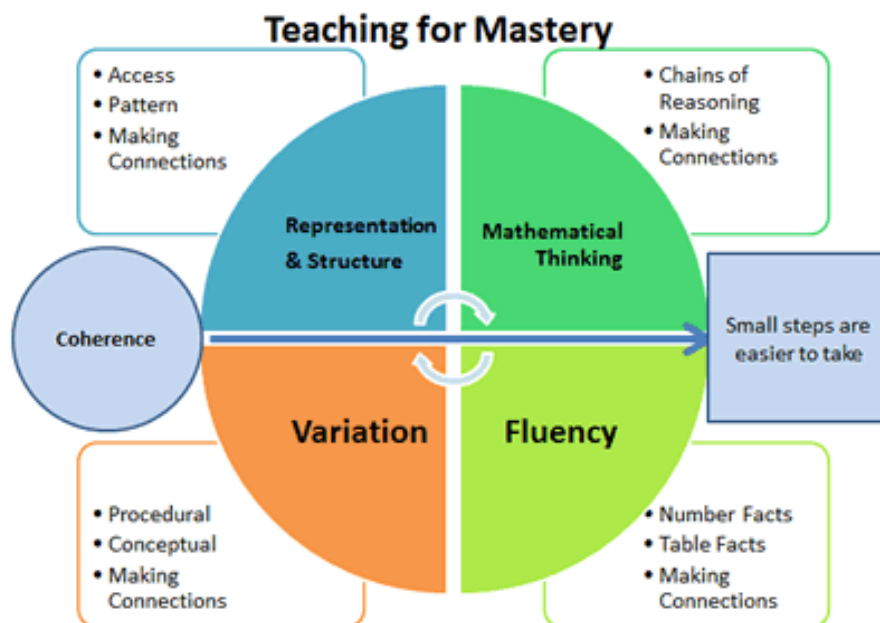 Teaching for Mastery
• Access
• Pattern
• Making
Connections
• Chains of
Reasoning
• Making
Connections
Representation
& Structure
Mathematical
Thinking
Coherence
Small steps are
easier to take
Variation
Fluency
• Procedural
• Conceptual
• Making
Connections
• Number Facts
• Table Facts
• Making
Connections